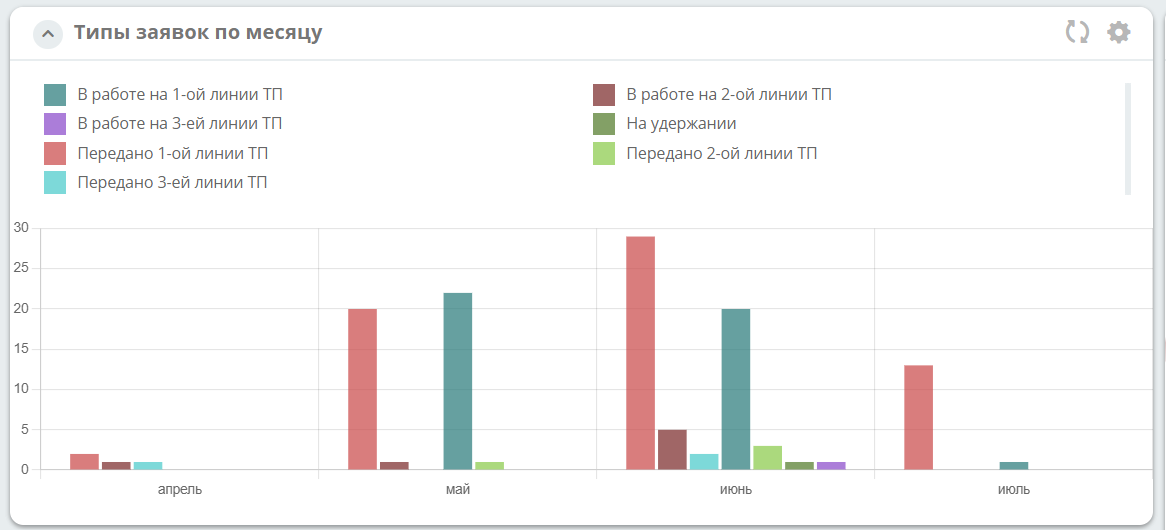 Типы заявок по месяцу
В работе на 1-ой линии ТП
В работе на 2-ой линии ТП
В работе на 3-ей линии ТП
На удержании
Передано 1-ой линии ТП
Передано 2-ой линии ТП
Передано 3-ей линии ТП
30
25
20
15
10
5
0
апрель
май
июнь
июль